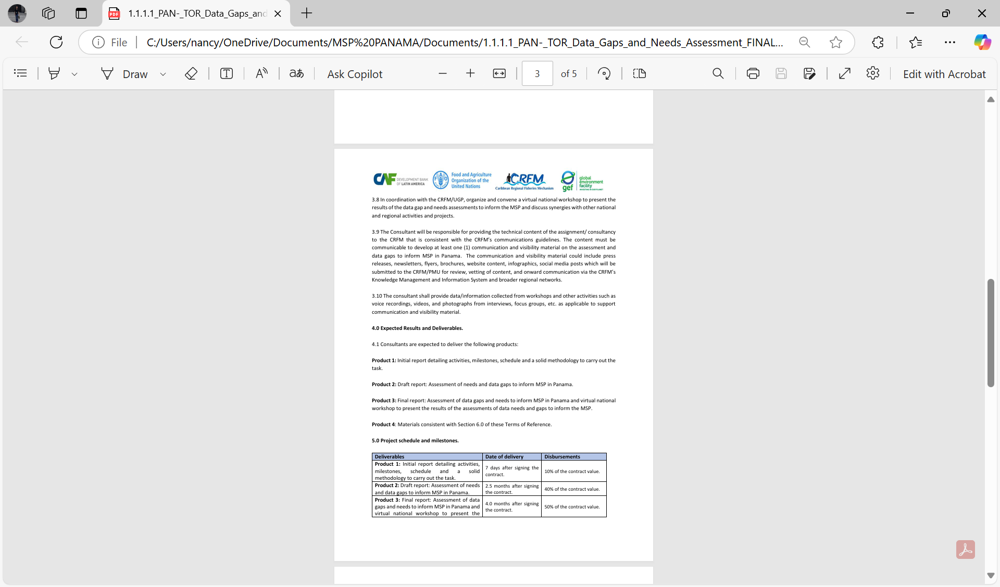 1.1.1.1_PAN-_TOR_Data_Gaps_and
File
C:/Users/nancy/OneDrive/Documents/MSP%20PANAMA/Documents/1.1.1.1_PAN-_TOR_Data_Gaps_and_Needs_Assessment_FINAL...
Draw
Ask Copilot
3
of 5
Edit with Acrobat
CAF DEVELOPMENT BANK
OF LATIN AMERICA
Food and Agriculture
Organization of the
United Nations
CRFM
Caribbean Regional Fisheries Mechanism
gef
global
environment
facility
INVESTING IN OUR PLANET
3.8 In coordination with the CRFM/UGP, organize and convene a virtual national workshop to present the
results of the data gap and needs assessments to inform the MSP and discuss synergies with other national
and regional activities and projects.
3.9 The Consultant will be responsible for providing the technical content of the assignment/ consultancy
to the CRFM that is consistent with the CRFM's communications guidelines. The content must be
communicable to develop at least one (1) communication and visibility material on the assessment and
data gaps to inform MSP in Panama. The communication and visibility material could include press
releases, newsletters, flyers, brochures, website content, infographics, social media posts which will be
submitted to the CRFM/PMU for review, vetting of content, and onward communication via the CRFM's
Knowledge Management and Information System and broader regional networks.
3.10 The consultant shall provide data/information collected from workshops and other activities such as
voice recordings, videos, and photographs from interviews, focus groups, etc. as applicable to support
communication and visibility material.
4.0 Expected Results and Deliverables.
4.1 Consultants are expected to deliver the following products:
Product 1: Initial report detailing activities, milestones, schedule and a solid methodology to carry out the
task.
Product 2: Draft report: Assessment of needs and data gaps to inform MSP in Panama.
Product 3: Final report: Assessment of data gaps and needs to inform MSP in Panama and virtual national
workshop to present the results of the assessments of data needs and gaps to inform the MSP.
Product 4: Materials consistent with Section 6.0 of these Terms of Reference.
5.0 Project schedule and milestones.
Deliverables
Date of delivery
Disbursements
Product 1: Initial report detailing activities,
milestones, schedule and a solid
methodology to carry out the task.
7 days after signing the
contract.
10% of the contract value.
Product 2: Draft report: Assessment of needs
and data gaps to inform MSP in Panama.
2.5 months after signing
the contract.
40% of the contract value.
Product 3: Final report: Assessment of data
gaps and needs to inform MSP in Panama and
virtual national workshop to present the
4.0 months after signing
the contract.
50% of the contract value.